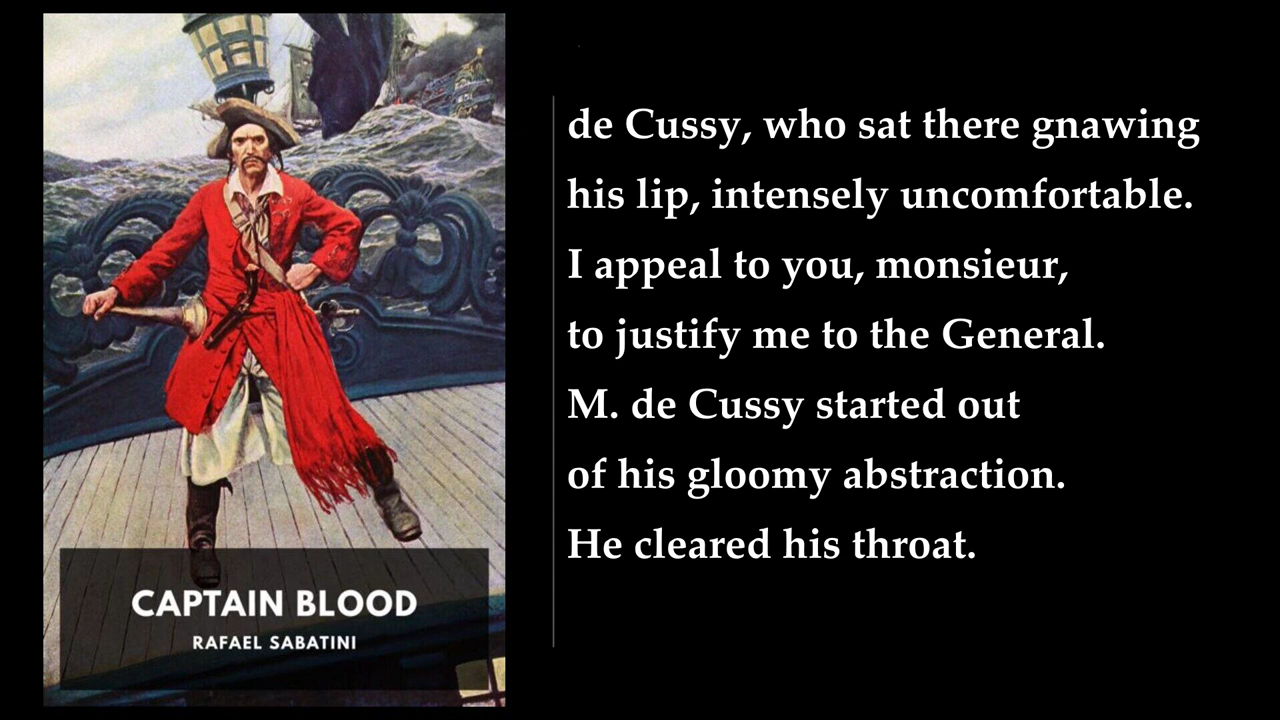 CAPTAIN BLOOD
RAFAEL SABATINI
de Cussy, who sat there gnawing
his lip, intensely uncomfortable.
I appeal to you, monsieur,
to justify me to the General.
M. de Cussy started out
of his gloomy abstraction.
He cleared his throat.